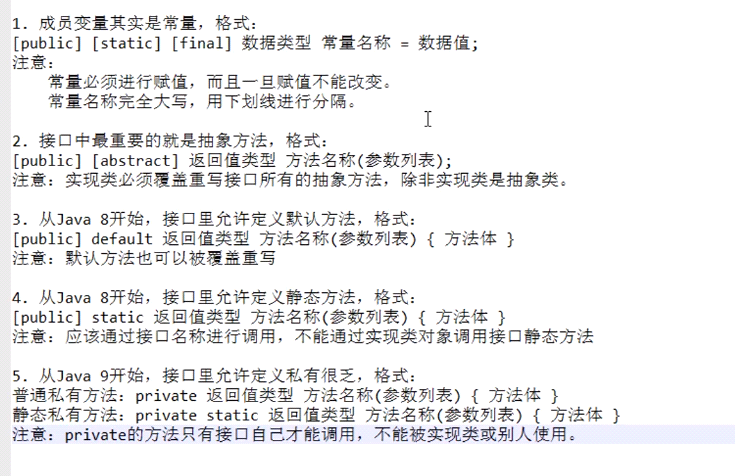 1. 成员变量其实是常量，格式：
[public] [static] [final] 数据类型 常量名称 = 数据值;
注意：
常量必须进行赋值，而且一旦赋值不能改变。
常量名称完全大写，用下划线进行分隔。
2. 接口中最重要的就是抽象方法，格式：
[public] [abstract] 返回值类型 方法名称(参数列表);
注意：实现类必须覆盖重写接口所有的抽象方法，除非实现类是抽象类。
3. 从Java 8开始，接口里允许定义默认方法，格式：
[public] default 返回值类型 方法名称(参数列表) { 方法体 }
注意：默认方法也可以被覆盖重写
4. 从Java 8开始，接口里允许定义静态方法，格式：
[public] static 返回值类型 方法名称(参数列表) { 方法体 }
注意：应该通过接口名称进行调用，不能通过实现类对象调用接口静态方法
5. 从Java 9开始，接口里允许定义私有很乏，格式：
普通私有方法：private 返回值类型 方法名称(参数列表) { 方法体 }
静态私有方法：private static 返回值类型 方法名称(参数列表) { 方法体 }
注意：private的方法只有接口自己才能调用，不能被实现类或别人使用。